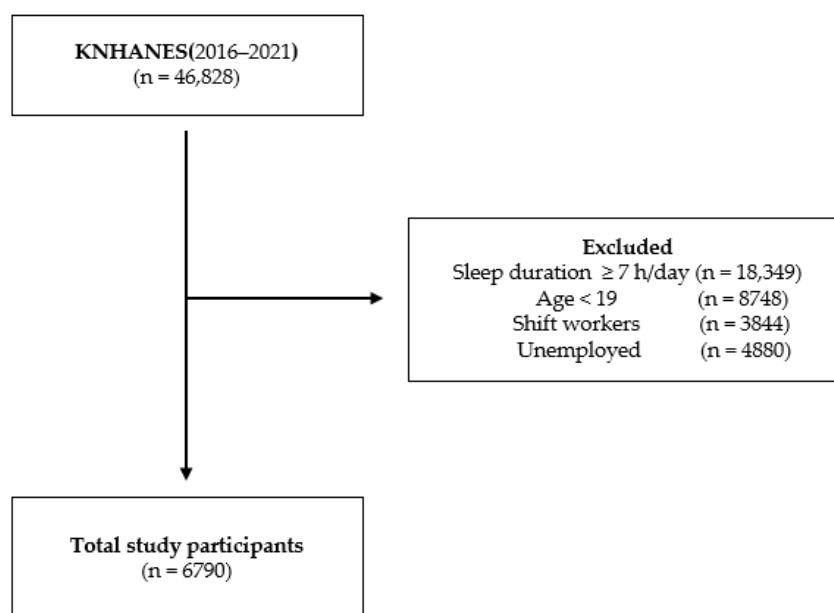 KNHANES(2016–2021)
(n = 46,828)
Excluded
Sleep duration ≥ 7 h/day (n = 18,349)
Age < 19 (n = 8748)
Shift workers (n = 3844)
Unemployed (n = 4880)
Total study participants
(n = 6790)